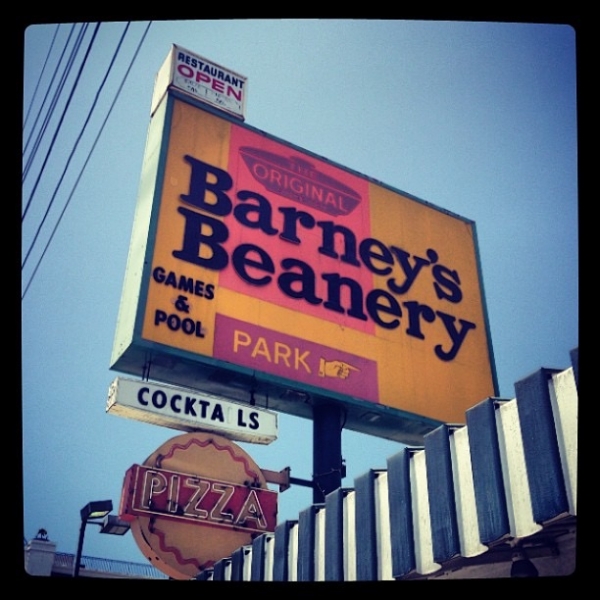 RESTAURANT
OPEN
THE
ORIGINAL
Barney's
Beanery
GAMES
&
POOL
PARK
COCKTA LS
PIZZA